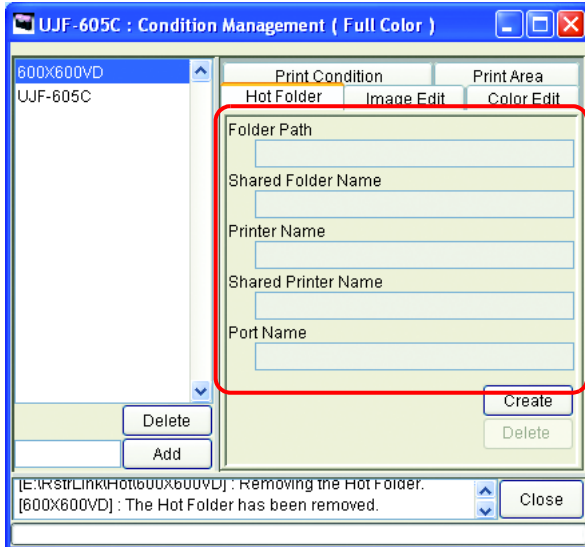 UJF-605C : Condition Management ( Full Color )
600X600VD
UJF-605C
Print Condition
Print Area
Hot Folder
Image Edit
Color Edit
Folder Path
Shared Folder Name
Printer Name
Shared Printer Name
Port Name
Create
Delete
Delete
Add
[E:\RstrLink\Hot\600X600VD] : Removing the Hot Folder.
[600X600VD] : The Hot Folder has been removed.
Close